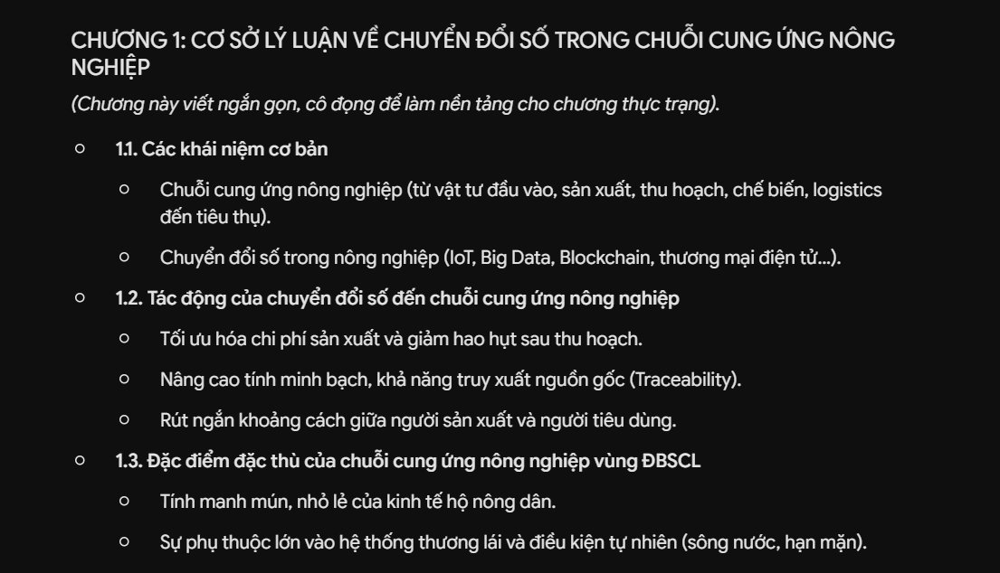 CHƯƠNG 1: CƠ SỞ LÝ LUẬN VỀ CHUYỂN ĐỔI SỐ TRONG CHUỖI CUNG ỨNG NÔNG
NGHIỆP
(Chương này viết ngắn gọn, cô đọng để làm nền tảng cho chương thực trạng).
1.1. Các khái niệm cơ bản
Chuỗi cung ứng nông nghiệp (từ vật tư đầu vào, sản xuất, thu hoạch, chế biến, logistics
đến tiêu thụ).
Chuyển đổi số trong nông nghiệp (IoT, Big Data, Blockchain, thương mại điện tử...).
1.2. Tác động của chuyển đổi số đến chuỗi cung ứng nông nghiệp
Tối ưu hóa chi phí sản xuất và giảm hao hụt sau thu hoạch.
Nâng cao tính minh bạch, khả năng truy xuất nguồn gốc (Traceability).
Rút ngắn khoảng cách giữa người sản xuất và người tiêu dùng.
1.3. Đặc điểm đặc thù của chuỗi cung ứng nông nghiệp vùng ĐBSCL
Tính manh mún, nhỏ lẻ của kinh tế hộ nông dân.
Sự phụ thuộc lớn vào hệ thống thương lái và điều kiện tự nhiên (sông nước, hạn mặn).